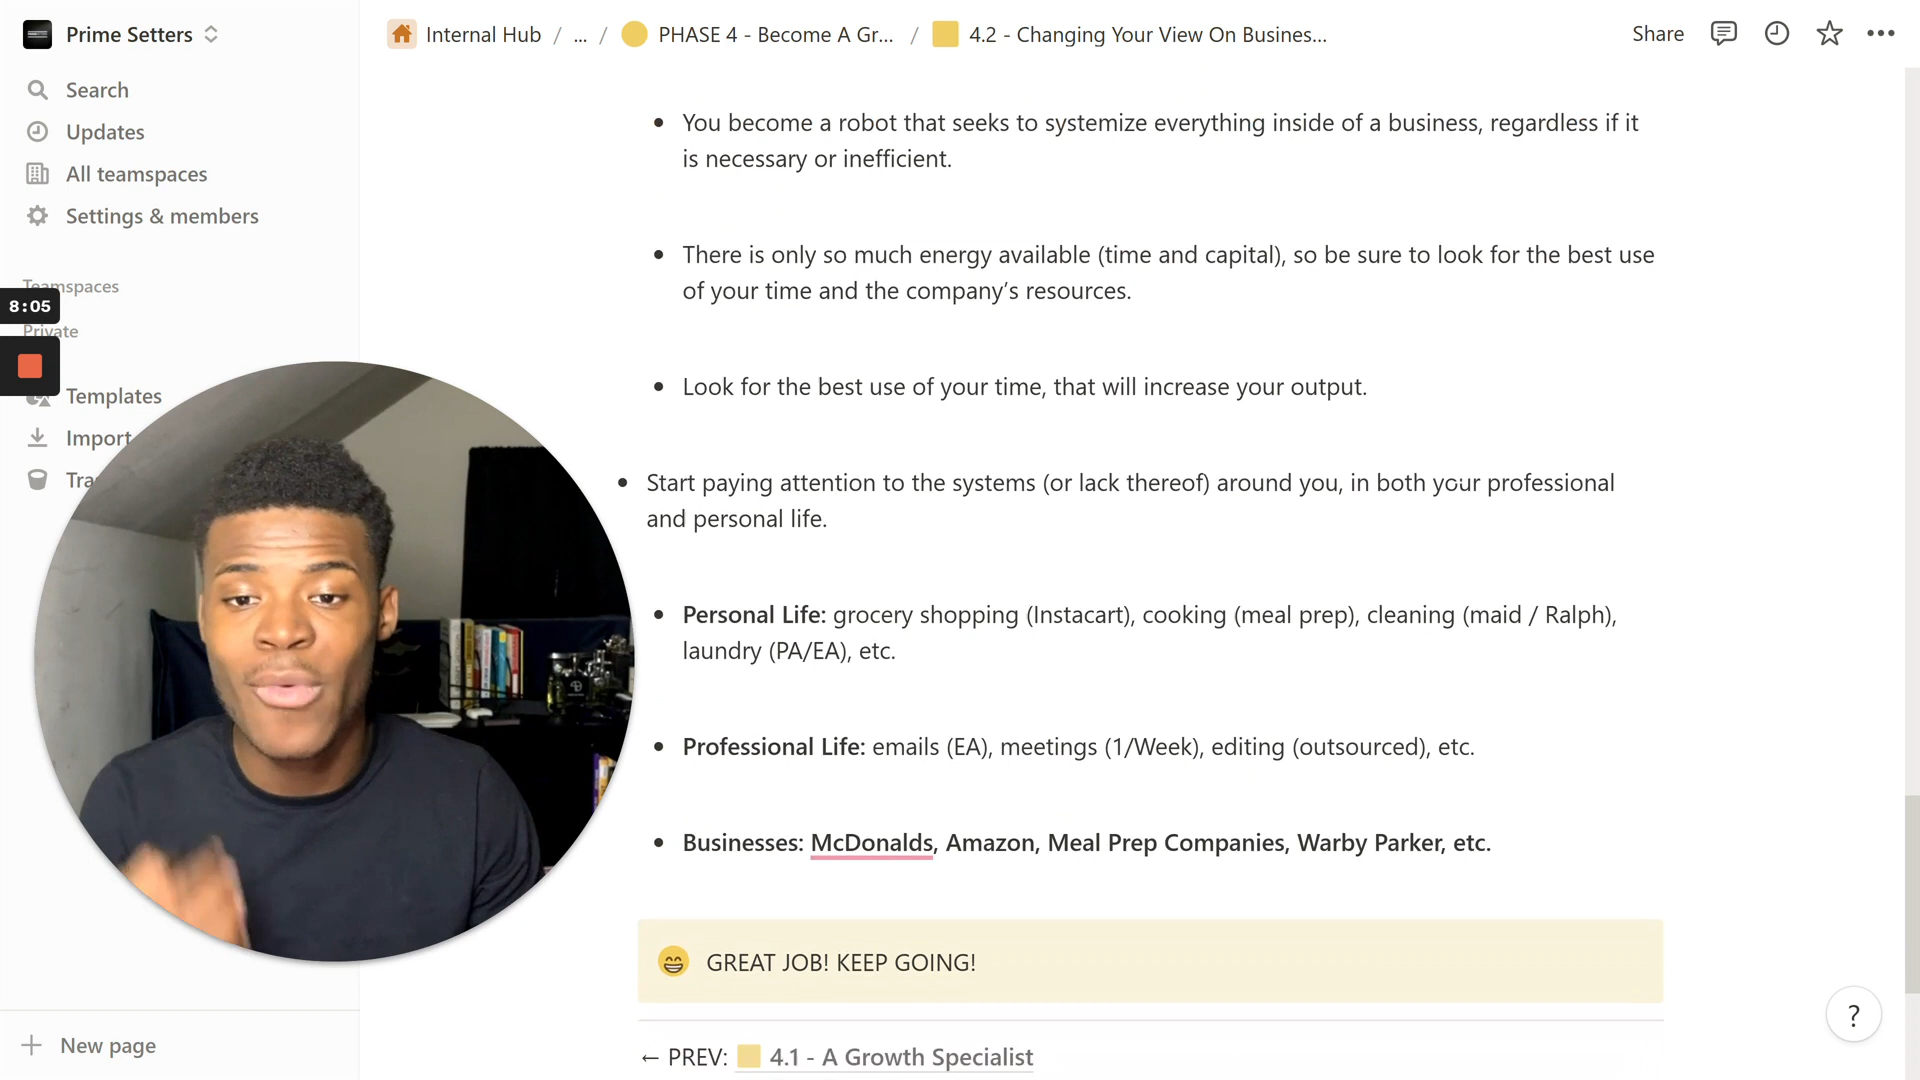 Prime Setters
Internal Hub / ... / PHASE 4 - Become A Gr... / 4.2 - Changing Your View On Busines...
Share
Search
Updates
All teamspaces
Settings & members
Teamspaces
8:05
Private
Templates
Import
Tra
New page
• You become a robot that seeks to systemize everything inside of a business, regardless if it
is necessary or inefficient.
• There is only so much energy available (time and capital), so be sure to look for the best use
of your time and the company’s resources.
• Look for the best use of your time, that will increase your output.
• Start paying attention to the systems (or lack thereof) around you, in both your professional
and personal life.
• Personal Life: grocery shopping (Instacart), cooking (meal prep), cleaning (maid / Ralph),
laundry (PA/EA), etc.
• Professional Life: emails (EA), meetings (1/Week), editing (outsourced), etc.
• Businesses: McDonalds, Amazon, Meal Prep Companies, Warby Parker, etc.
GREAT JOB! KEEP GOING!
?
← PREV: 4.1 - A Growth Specialist